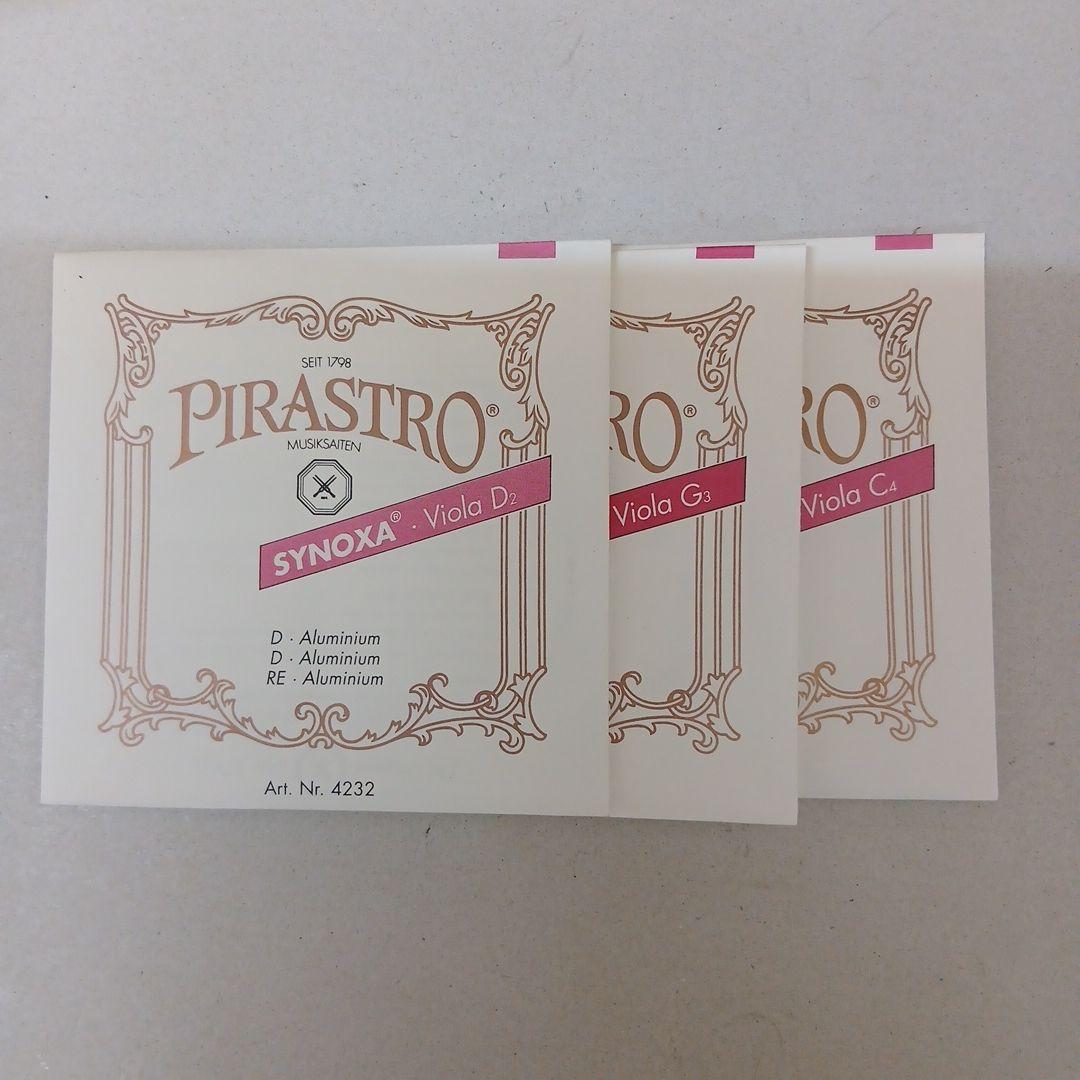 SEIT 1798
PIRASTRO®
MUSIKSAITEN
SYNOXA® · Viola D2
D · Aluminium
D · Aluminium
RE · Aluminium
Art. Nr. 4232
RO®
Viola G3
RO®
Viola C4